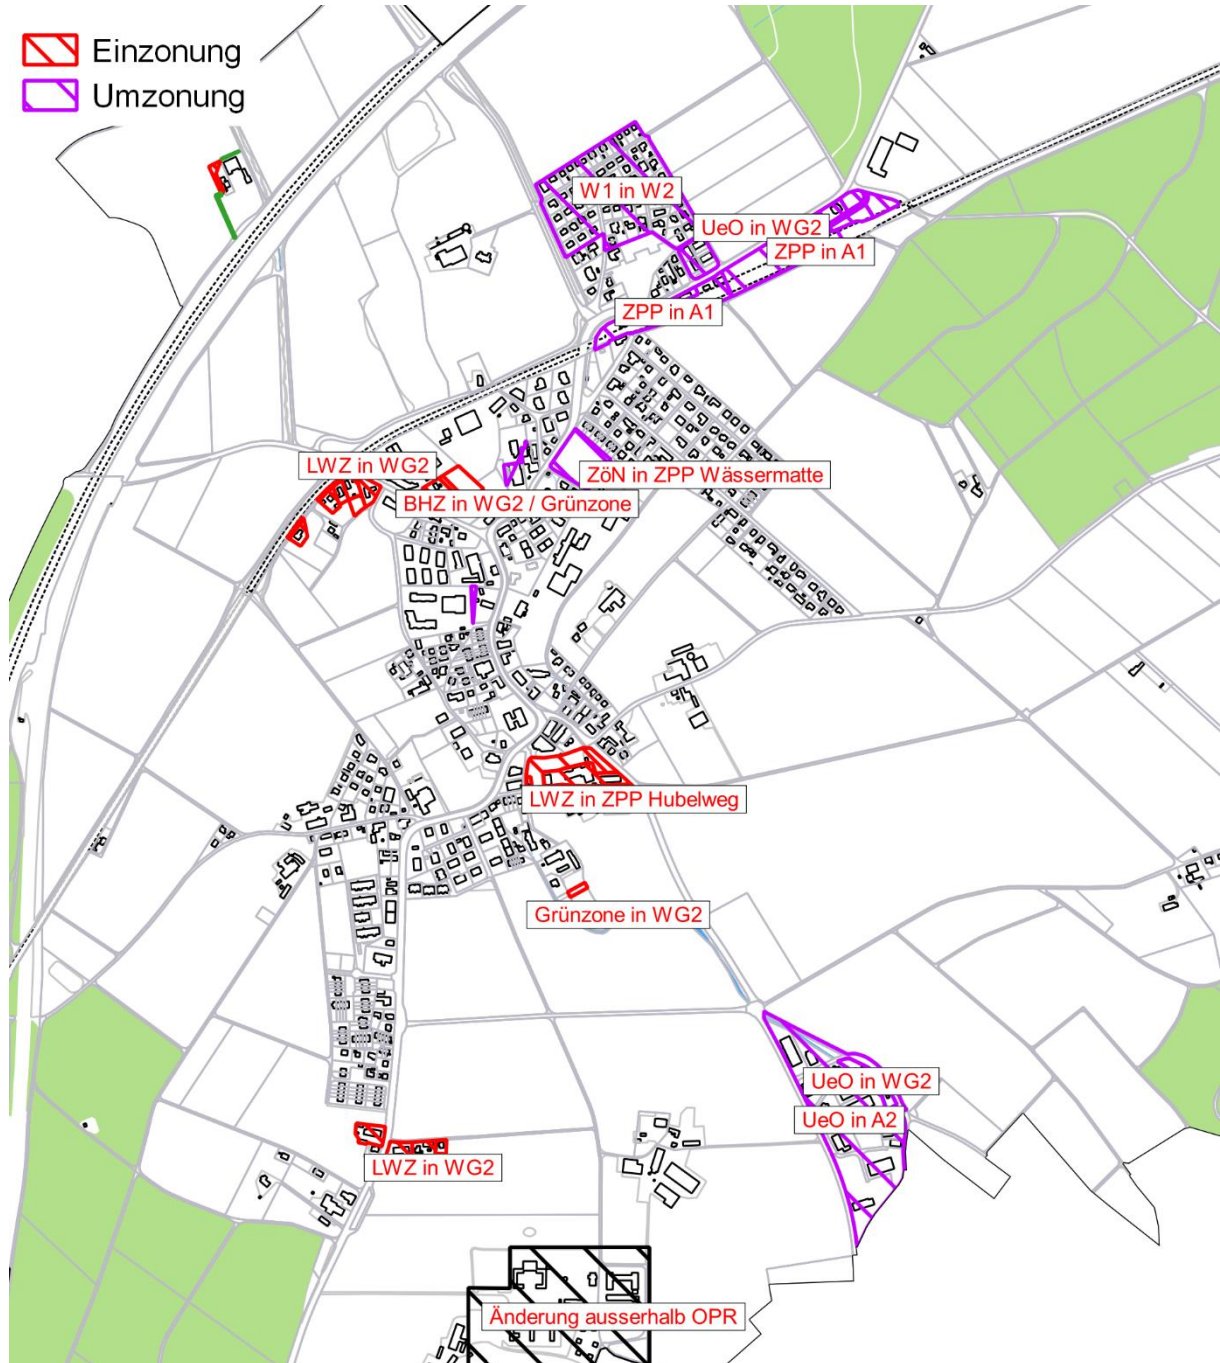 Einzonung
Umzonung
W1 in W2
UeO in WG2
ZPP in A1
ZPP in A1
LWZ in WG2
ZöN in ZPP Wässermatte
BHZ in WG2 / Grünzone
LWZ in ZPP Hubelweg
Grünzone in WG2
UeO in WG2
UeO in A2
LWZ in WG2
Änderung ausserhalb OPR